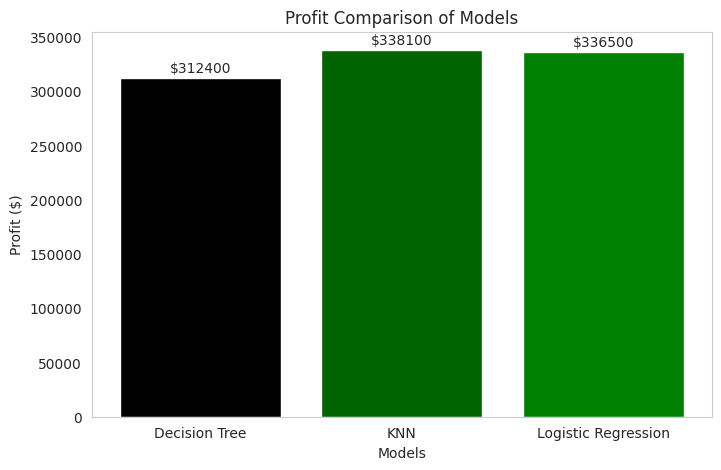 Profit Comparison of Models
$312400
$338100
$336500
Profit ($)
350000
300000
250000
200000
150000
100000
50000
0
Decision Tree
KNN
Logistic Regression
Models